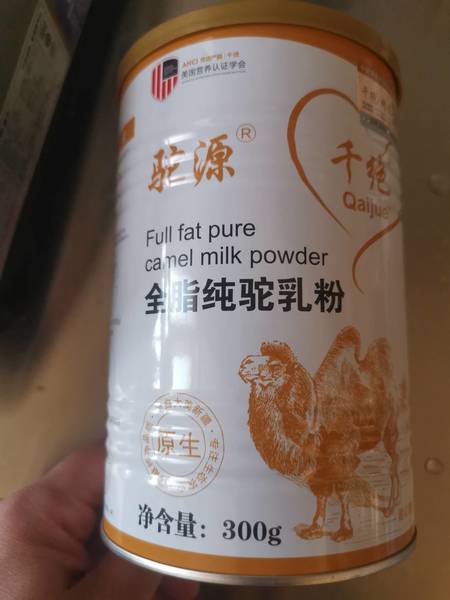 美国营养认证学会
驼源®
千绝
Qaijue
Full fat pure
camel milk powder
全脂纯驼乳粉
原生
净含量：300g